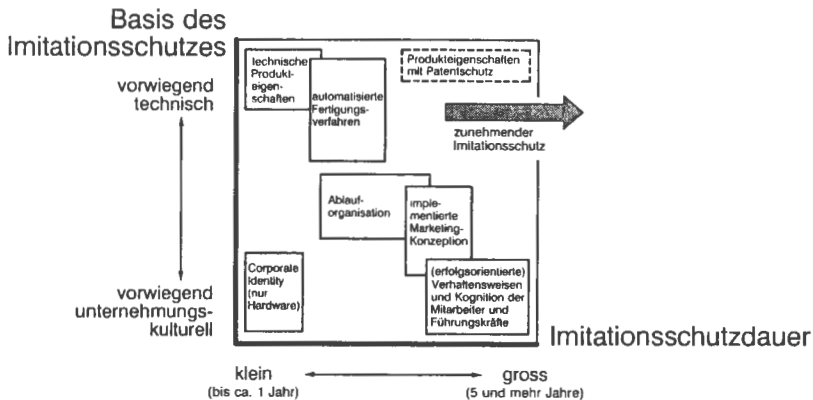 Basis des
Imitationsschutzes
vorwiegend
technisch
vorwiegend
unternehmungs-
kulturell
technische
Produkt-
eigen-
schaften
automatisierte
Fertigungs-
verfahren
Produkteigenschaften
mit Patentschutz
zunehmender
Imitationsschutz
Ablauf-
organisation
imple-
mentierte
Marketing-
Konzeption
Corporate
Identity
(nur
Hardware)
(erfolgsorientierte)
Verhaltensweisen
und Kognition der
Mitarbeiter und
Führungskräfte
Imitationsschutzdauer
klein
(bis ca. 1 Jahr)
gross
(5 und mehr Jahre)